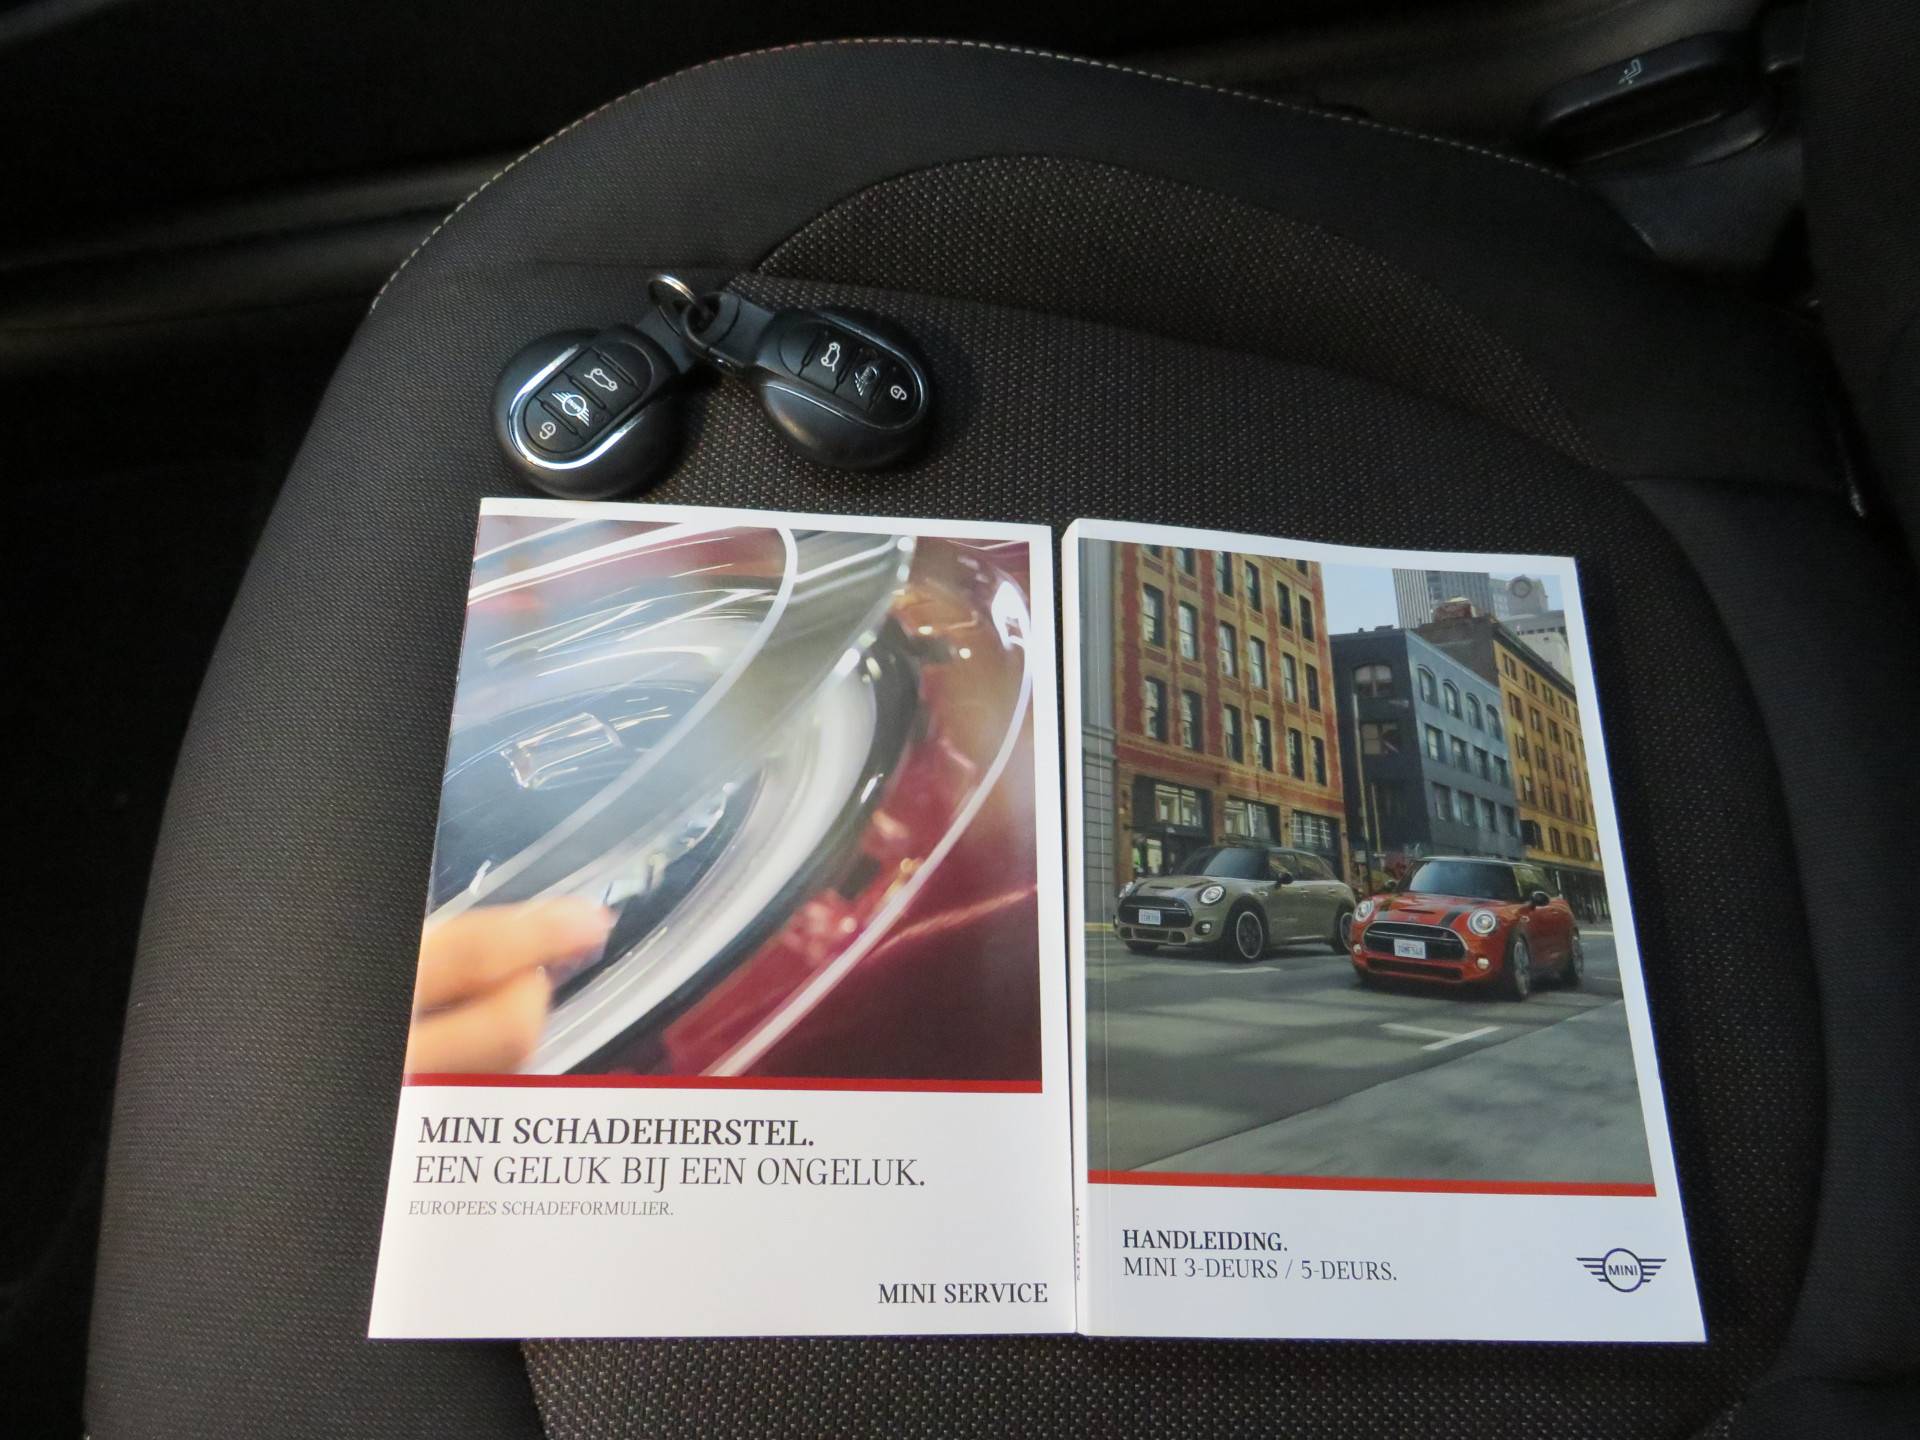 MINI SCHADEHERSTEL.
EEN GELUK BIJ EEN ONGELUK.
EUROPEES SCHADEFORMULIER.
MINI SERVICE
HANDLEIDING.
MINI 3-DEURS / 5-DEURS.
MINI